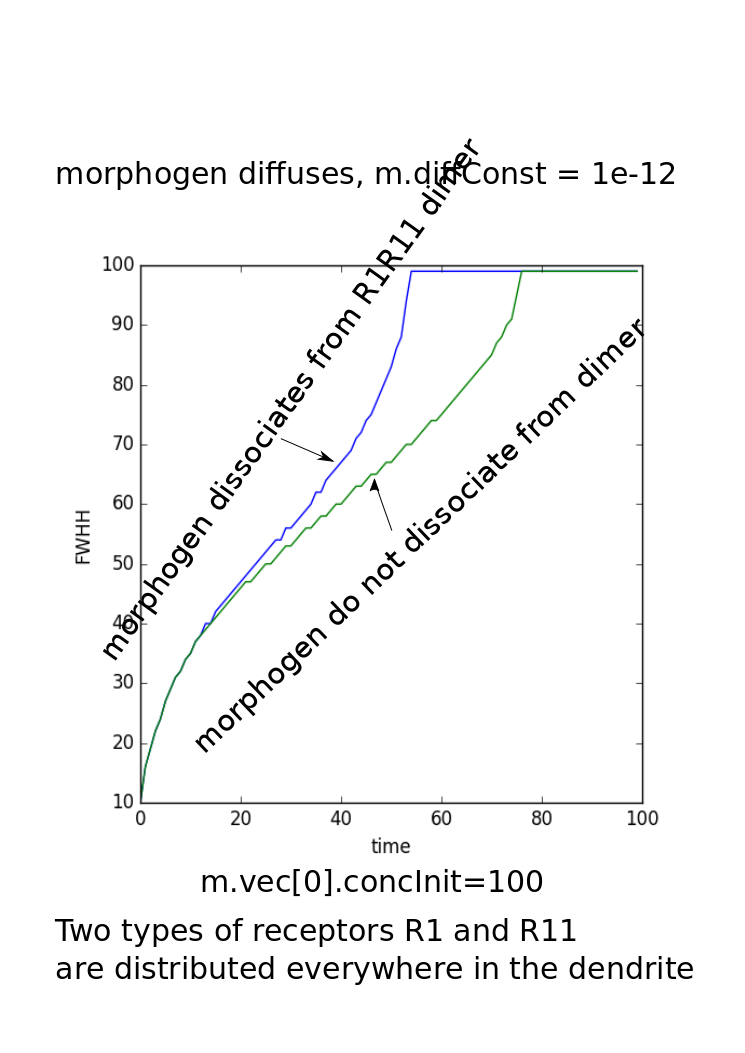 morphogen diffuses, m.diffConst = 1e-12
morphogen dissociates from R1R11 dimer
morphogen do not dissociate from dimer
100
90
80
70
60
50
40
30
20
10
FWHH
0 20 40 60 80 100
time
m.vec[0].concInit=100
Two types of receptors R1 and R11
are distributed everywhere in the dendrite